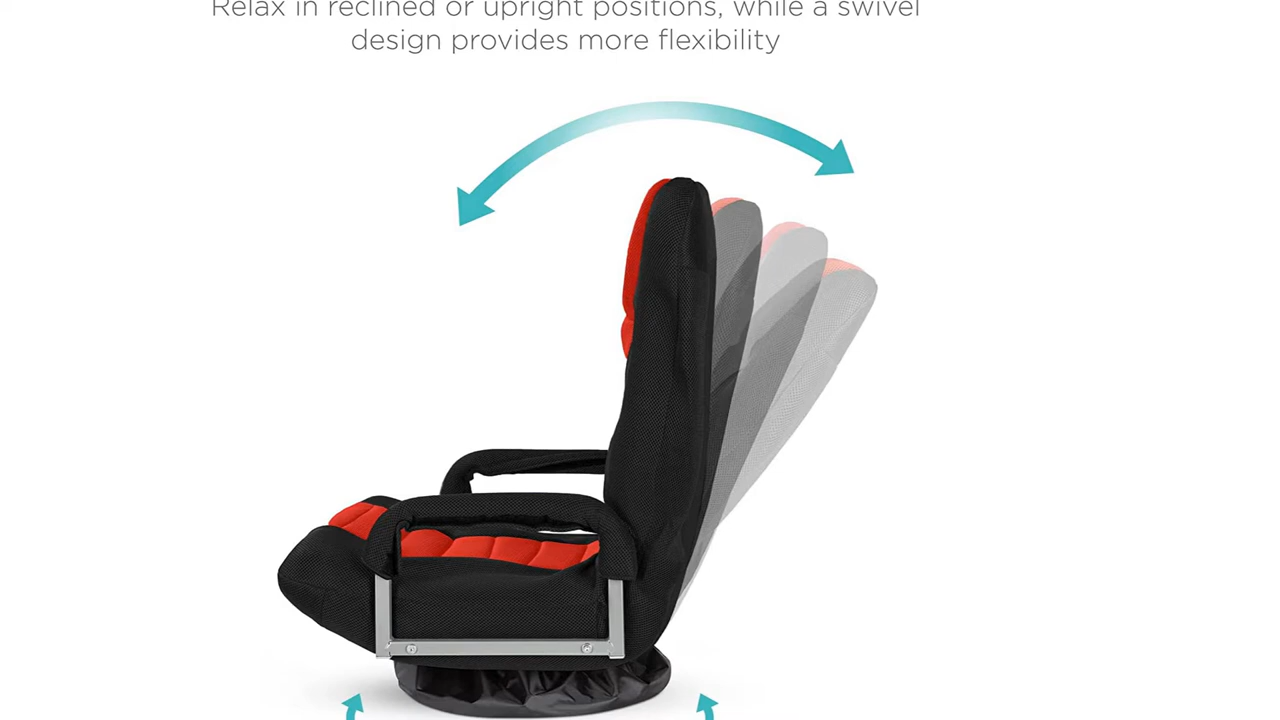 Relax in reclined or upright positions, while a swivel
design provides more flexibility